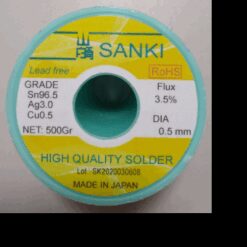 SANKI
Lead free
RoHS
GRADE
Sn96.5
Ag3.0
Cu0.5
NET: 500Gr
Flux
3.5%
DIA
0.5 mm
HIGH QUALITY SOLDER
Lot : SK2020030608
MADE IN JAPAN